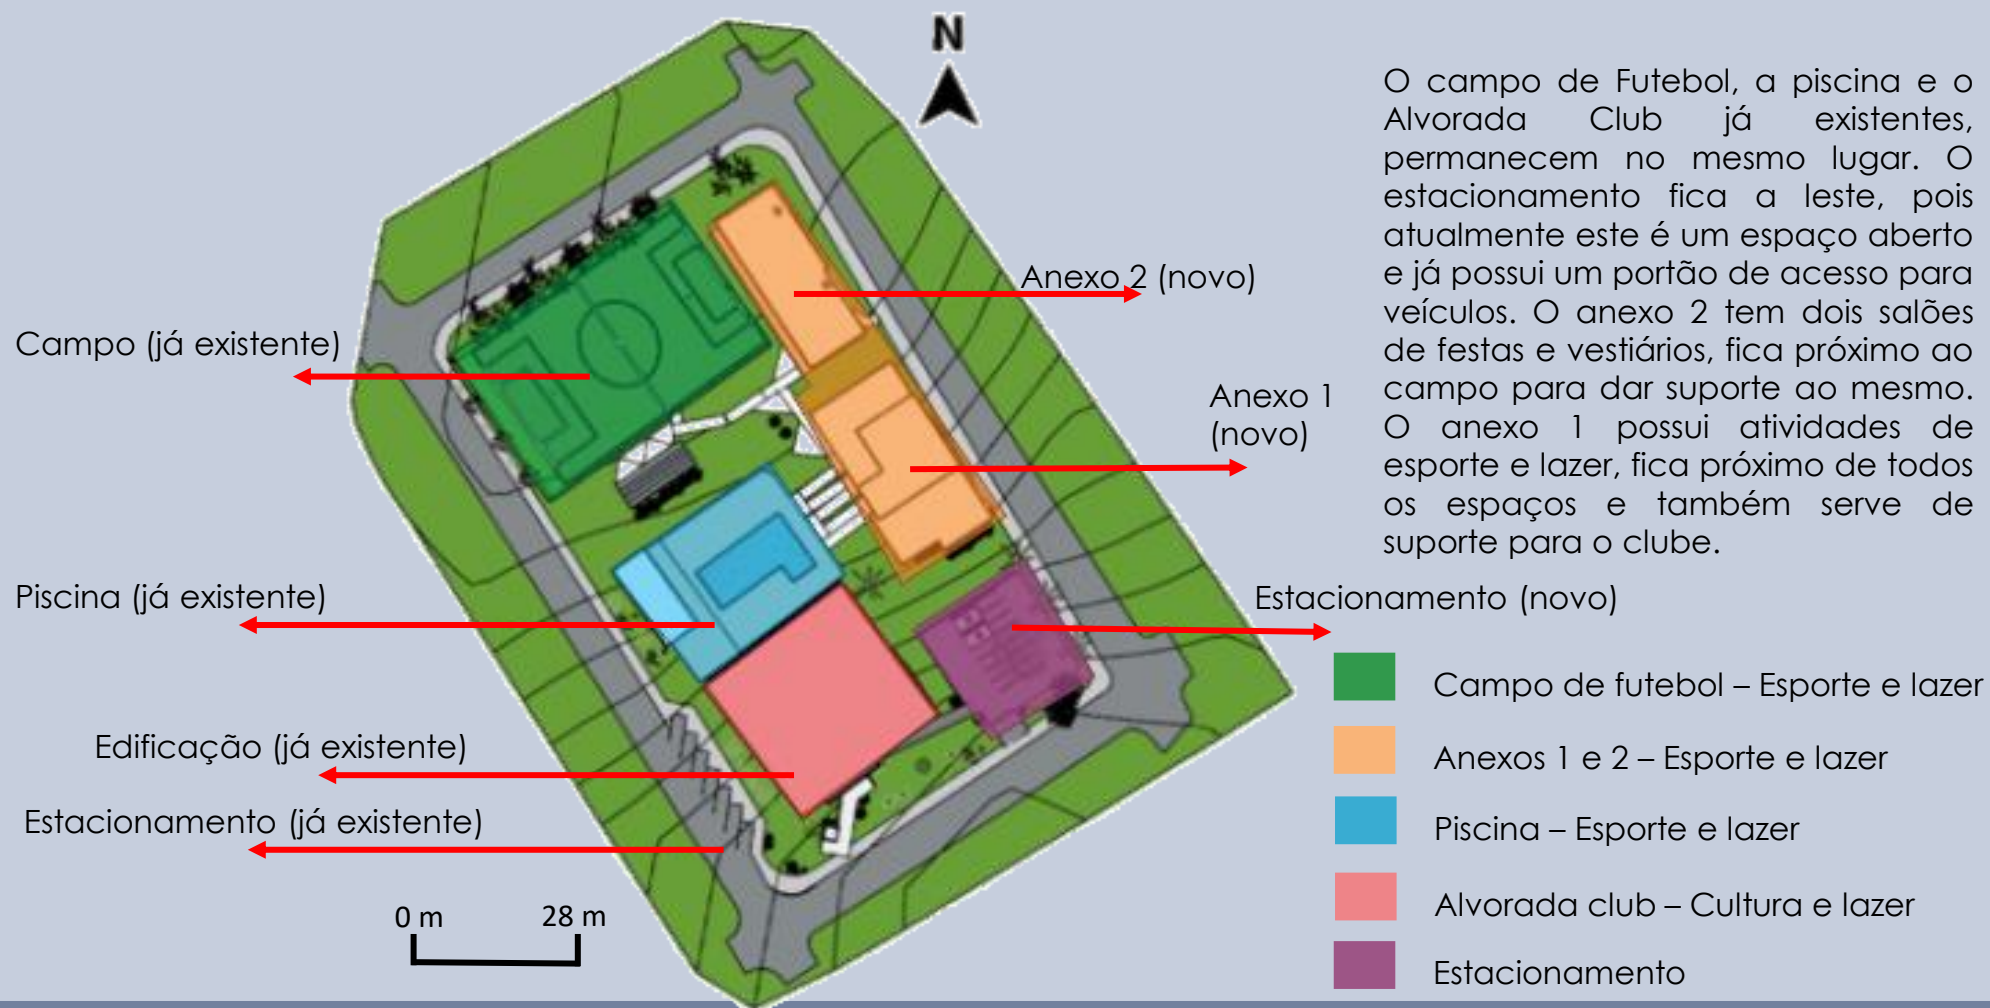 N
O campo de Futebol, a piscina e o
Alvorada Club já existentes,
permanecem no mesmo lugar. O
estacionamento fica a leste, pois
atualmente este é um espaço aberto
e já possui um portão de acesso para
veículos. O anexo 2 tem dois salões
de festas e vestiários, fica próximo ao
campo para dar suporte ao mesmo.
O anexo 1 possui atividades de
esporte e lazer, fica próximo de todos
os espaços e também serve de
suporte para o clube.
Anexo 2 (novo)
Campo (já existente)
Anexo 1
(novo)
Piscina (já existente)
Estacionamento (novo)
Edificação (já existente)
Estacionamento (já existente)
0 m 28 m
Campo de futebol – Esporte e lazer
Anexos 1 e 2 – Esporte e lazer
Piscina – Esporte e lazer
Alvorada club – Cultura e lazer
Estacionamento